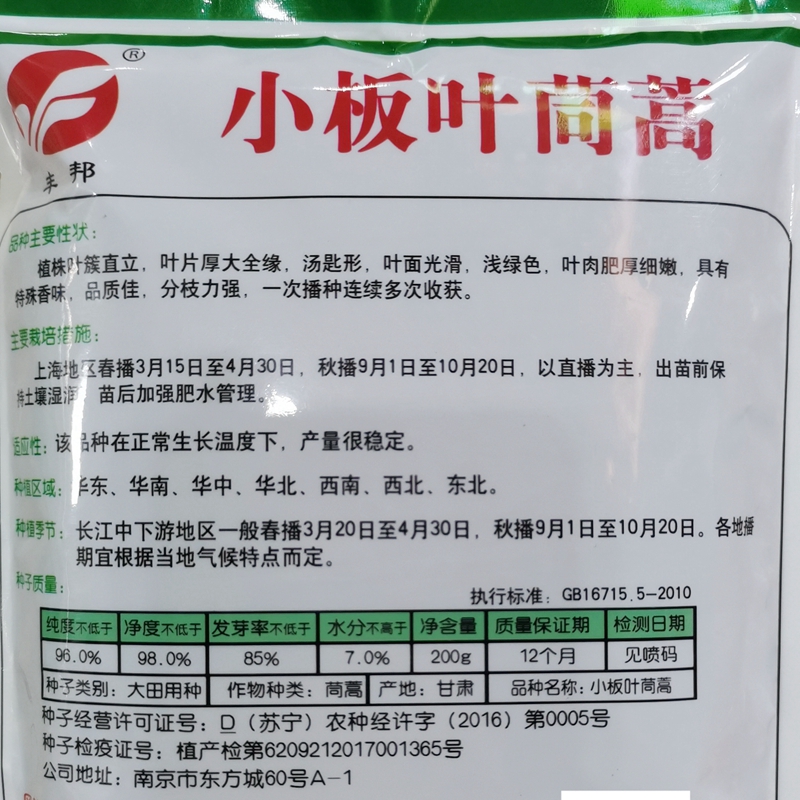 ®
小板叶茼蒿
丰邦
品种主要性状：
植株叶簇直立，叶片厚大全缘，汤匙形，叶面光滑，浅绿色，叶肉肥厚细嫩，具有
特殊香味，品质佳，分枝力强，一次播种连续多次收获。
主要栽培措施：
上海地区春播3月15日至4月30日，秋播9月1日至10月20日，以直播为主，出苗前保
持土壤湿润，苗后加强肥水管理。
适应性：该品种在正常生长温度下，产量很稳定。
种植区域：华东、华南、华中、华北、西南、西北、东北。
种植季节：长江中下游地区一般春播3月20日至4月30日，秋播9月1日至10月20日。各地播
期宜根据当地气候特点而定。
种子质量：
执行标准：GB16715.5-2010
纯度不低于 净度不低于 发芽率不低于 水分不高于 净含量 质量保证期 检测日期
96.0% 98.0% 85% 7.0% 200g 12个月 见喷码
种子类别：大田用种 作物种类：茼蒿 产地：甘肃 品种名称：小板叶茼蒿
种子经营许可证号：D（苏宁）农种经许字（2016）第0005号
种子检疫证号：植产检第6209212017001365号
公司地址：南京市东方城60号A-1